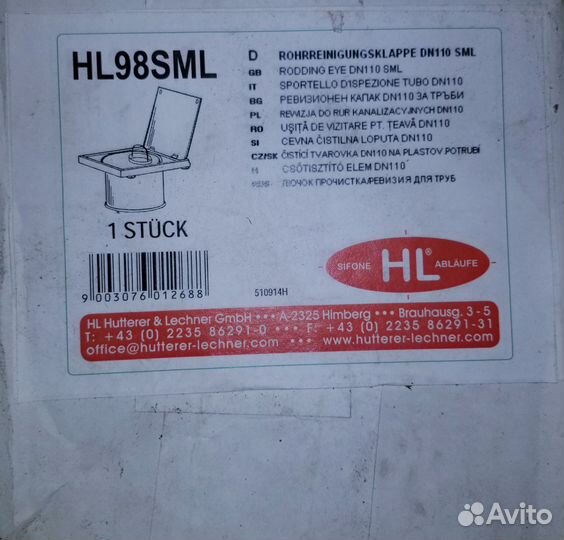 HL98SML
1 STÜCK
9 003076 012688
D ROHRREINIGUNGSKLAPPE DN110 SML
GB RODDING EYE DN110 SML
IT SPORTELLO D'ISPEZIONE TUBO DN110
BG РЕВИЗИОНЕН КАПАК DN110 ЗА ТРЪБИ
PL REWIZJA DO RUR KANALIZACYJNYCH DN110
RO UŞIŢĂ DE VIZITARE PT. ŢEAVĂ DN110
SI CEVNA ČISTILNA LOPUTA DN110
CZ/SK ČISTÍCÍ TVAROVKA DN110 NA PLASTOV. POTRUBÍ
H CSŐTISZTÍTÓ ELEM DN110
ЛЮЧОК ПРОЧИСТКА/РЕВИЗИЯ ДЛЯ ТРУБ
SIFONE HL® ABLÄUFE
510914H
HL Hutterer & Lechner GmbH ••• A-2325 Himberg ••• Brauhausg. 3 - 5
T: +43 (0) 2235 86291-0 ••• F: +43 (0) 2235 86291-31
office@hutterer-lechner.com www.hutterer-lechner.com
Avito